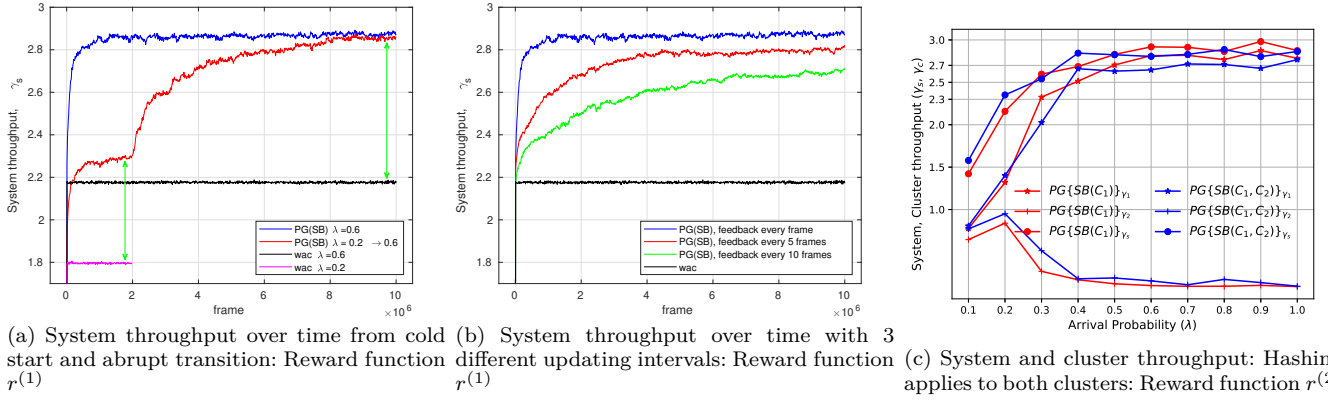 3
2.8
2.6
2.4
2.2
2
1.8
System throughput, γs
0 2 4 6 8 10
×10^6
frame
PG(SB) λ =0.6
PG(SB) λ = 0.2 → 0.6
wac λ =0.6
wac λ =0.2
(a) System throughput over time from cold
start and abrupt transition: Reward function
r^(1)
3
2.8
2.6
2.4
2.2
2
1.8
System throughput, γs
0 2 4 6 8 10
×10^6
frame
PG(SB), feedback every frame
PG(SB), feedback every 5 frames
PG(SB), feedback every 10 frames
wac
(b) System throughput over time with 3
different updating intervals: Reward function
r^(1)
3.0
2.7
2.5
2.3
2.0
1.5
1.0
System, Cluster throughput (γs, γc)
PG{SB(C1)}γ1
PG{SB(C1)}γ2
PG{SB(C1)}γs
PG{SB(C1, C2)}γ1
PG{SB(C1, C2)}γ2
PG{SB(C1, C2)}γs
0.1 0.2 0.3 0.4 0.5 0.6 0.7 0.8 0.9 1.0
Arrival Probability (λ)
(c) System and cluster throughput: Hashin
applies to both clusters: Reward function r^(2